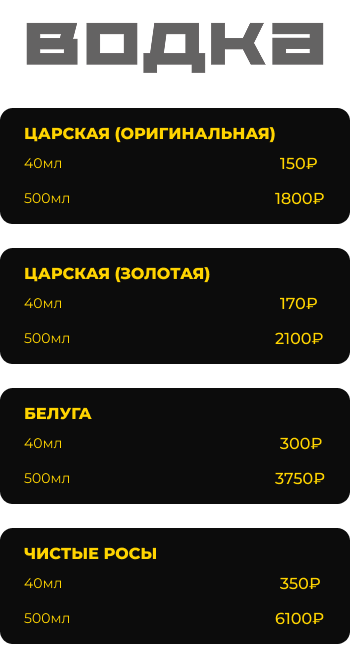 водка
ЦАРСКАЯ (ОРИГИНАЛЬНАЯ)
40мл 150₽
500мл 1800₽
ЦАРСКАЯ (ЗОЛОТАЯ)
40мл 170₽
500мл 2100₽
БЕЛУГА
40мл 300₽
500мл 3750₽
ЧИСТЫЕ РОСЫ
40мл 350₽
500мл 6100₽